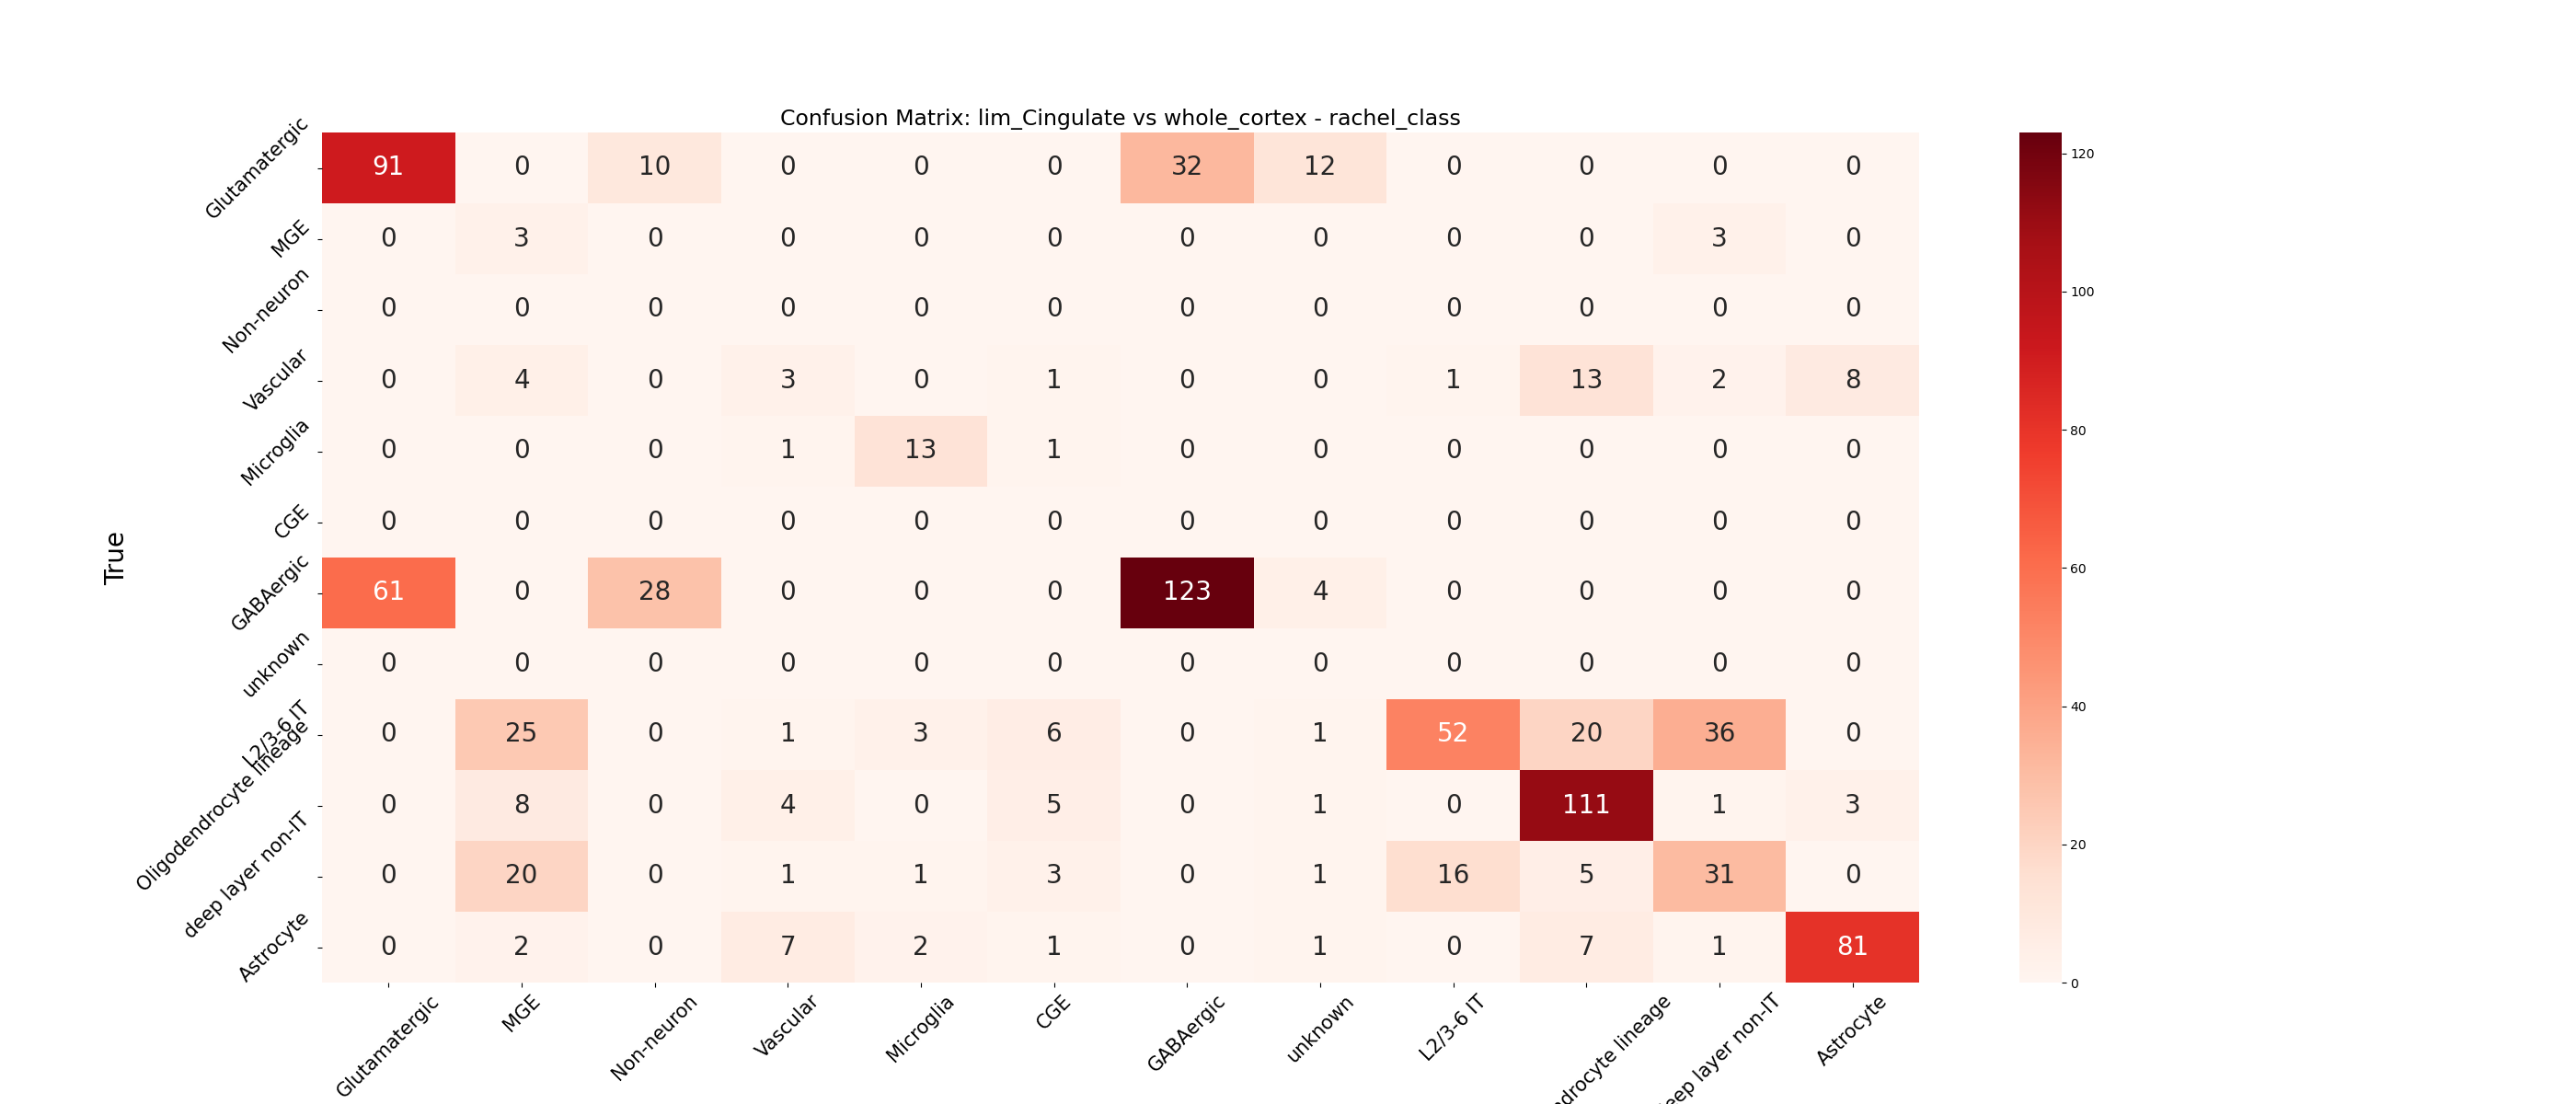 Confusion Matrix: lim_Cingulate vs whole_cortex - rachel_class
True
Glutamatergic 91 0 10 0 0 0 32 12 0 0 0 0
MGE 0 3 0 0 0 0 0 0 0 0 3 0
Non-neuron 0 0 0 0 0 0 0 0 0 0 0 0
Vascular 0 4 0 3 0 1 0 0 1 13 2 8
Microglia 0 0 0 1 13 1 0 0 0 0 0 0
CGE 0 0 0 0 0 0 0 0 0 0 0 0
GABAergic 61 0 28 0 0 0 123 4 0 0 0 0
unknown 0 0 0 0 0 0 0 0 0 0 0 0
L2/3-6 IT 0 25 0 1 3 6 0 1 52 20 36 0
Oligodendrocyte lineage 0 8 0 4 0 5 0 1 0 111 1 3
deep layer non-IT 0 20 0 1 1 3 0 1 16 5 31 0
Astrocyte 0 2 0 7 2 1 0 1 0 7 1 81
Glutamatergic MGE Non-neuron Vascular Microglia CGE GABAergic unknown L2/3-6 IT ndrocyte lineage eep layer non-IT Astrocyte
120
100
80
60
40
20
0